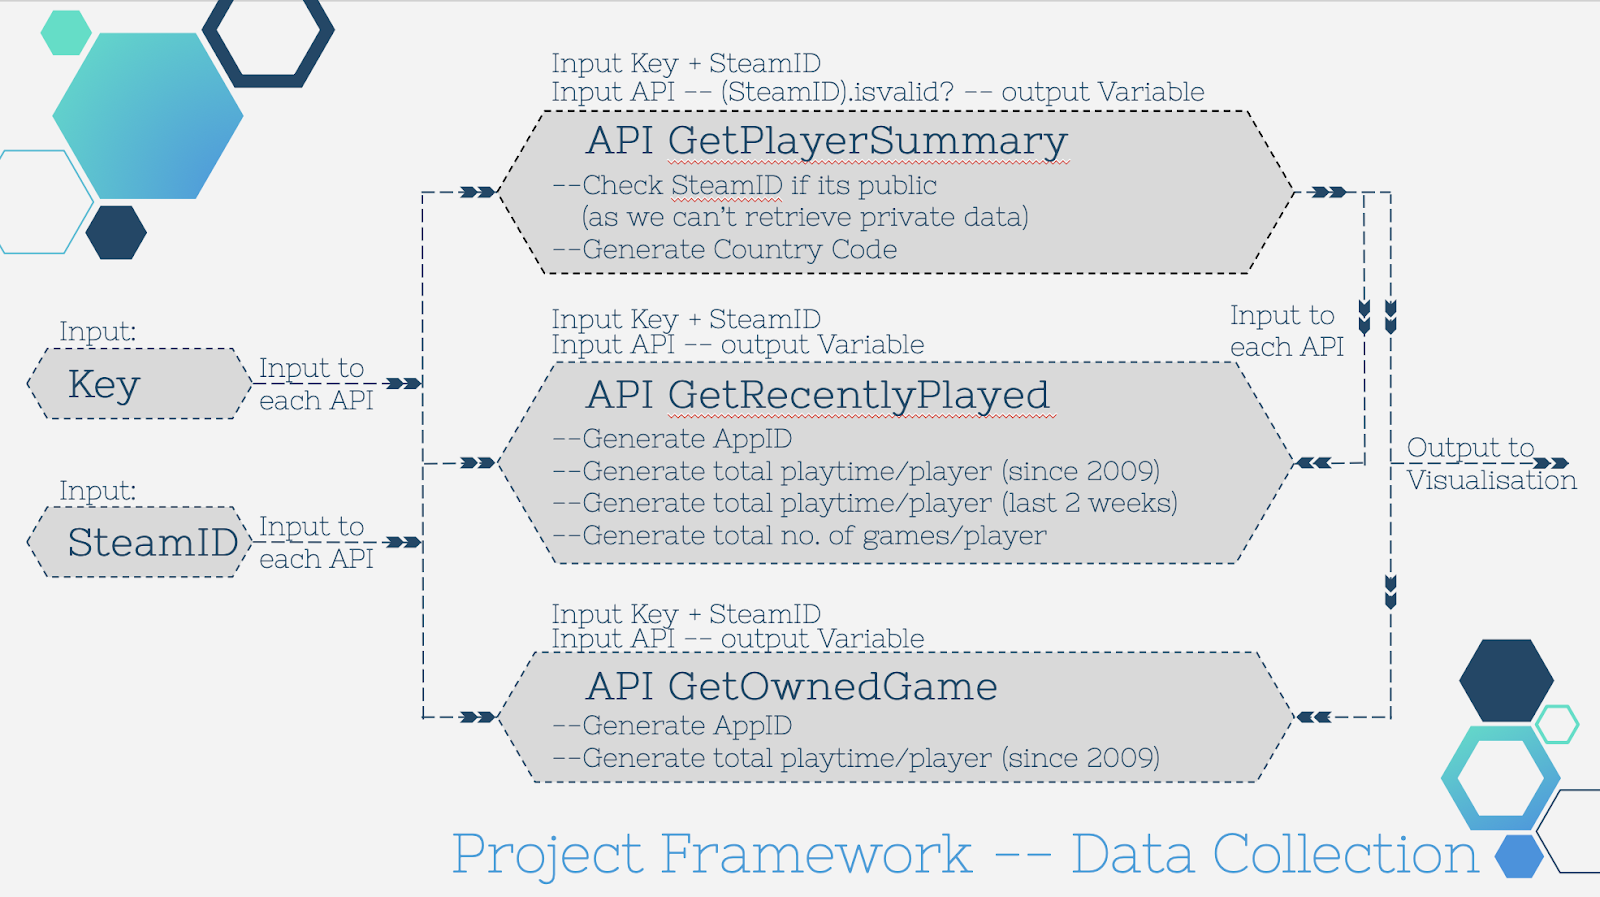 Input Key + SteamID
Input API -- (SteamID).isvalid? -- output Variable
API GetPlayerSummary
--Check SteamID if its public
(as we can't retrieve private data)
--Generate Country Code
Input:
Key
Input to
each API
Input:
SteamID
Input to
each API
Input Key + SteamID
Input API -- output Variable
API GetRecentlyPlayed
--Generate AppID
--Generate total playtime/player (since 2009)
--Generate total playtime/player (last 2 weeks)
--Generate total no. of games/player
Input to
each API
Output to
Visualisation
Input Key + SteamID
Input API -- output Variable
API GetOwnedGame
--Generate AppID
--Generate total playtime/player (since 2009)
Project Framework -- Data Collection